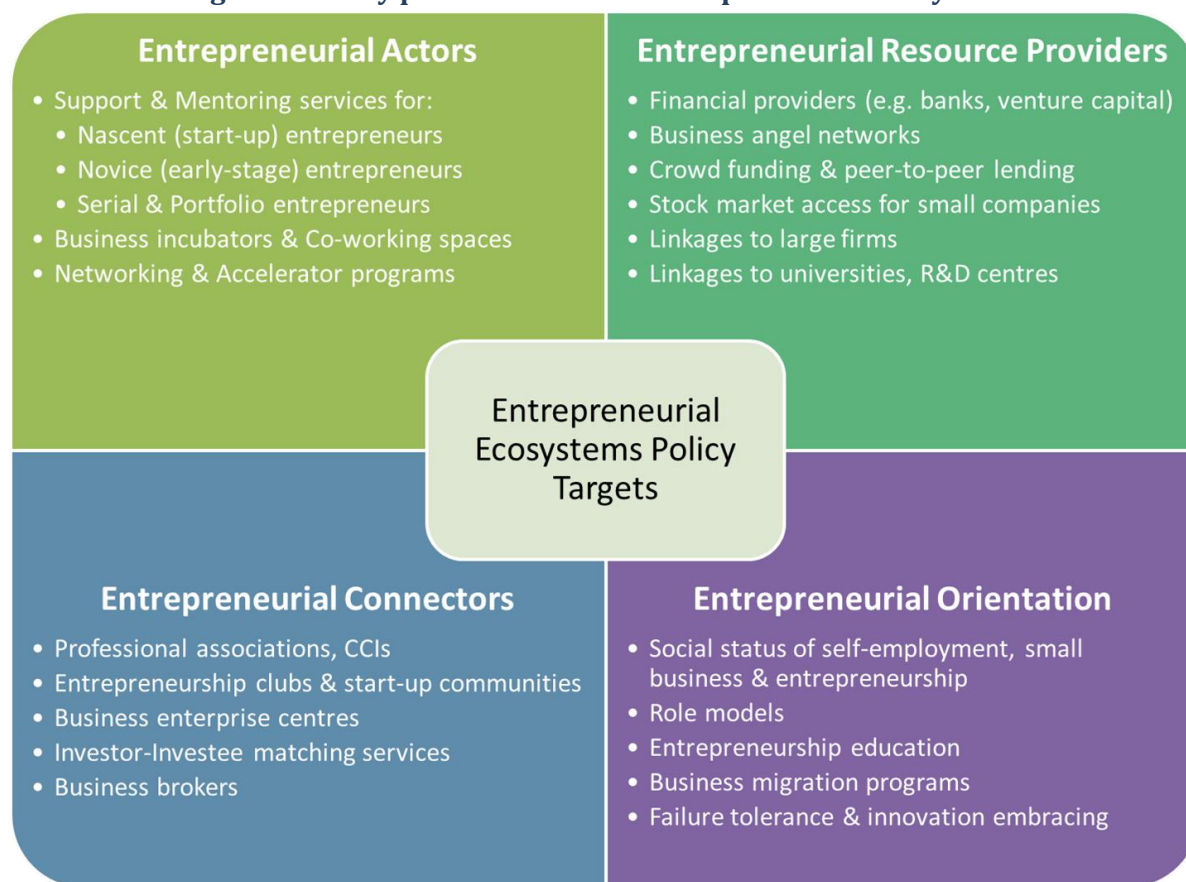 Entrepreneurial Actors
• Support & Mentoring services for:
• Nascent (start-up) entrepreneurs
• Novice (early-stage) entrepreneurs
• Serial & Portfolio entrepreneurs
• Business incubators & Co-working spaces
• Networking & Accelerator programs
Entrepreneurial Resource Providers
• Financial providers (e.g. banks, venture capital)
• Business angel networks
• Crowd funding & peer-to-peer lending
• Stock market access for small companies
• Linkages to large firms
• Linkages to universities, R&D centres
Entrepreneurial
Ecosystems Policy
Targets
Entrepreneurial Connectors
• Professional associations, CCIs
• Entrepreneurship clubs & start-up communities
• Business enterprise centres
• Investor-Investee matching services
• Business brokers
Entrepreneurial Orientation
• Social status of self-employment, small
business & entrepreneurship
• Role models
• Entrepreneurship education
• Business migration programs
• Failure tolerance & innovation embracing